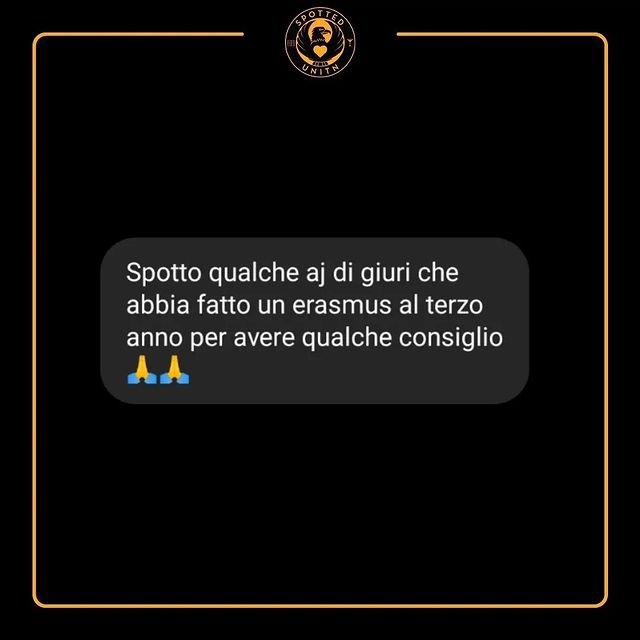 SPOTTED
UNITN
Spotto qualche aj di giuri che
abbia fatto un erasmus al terzo
anno per avere qualche consiglio
🙏🙏